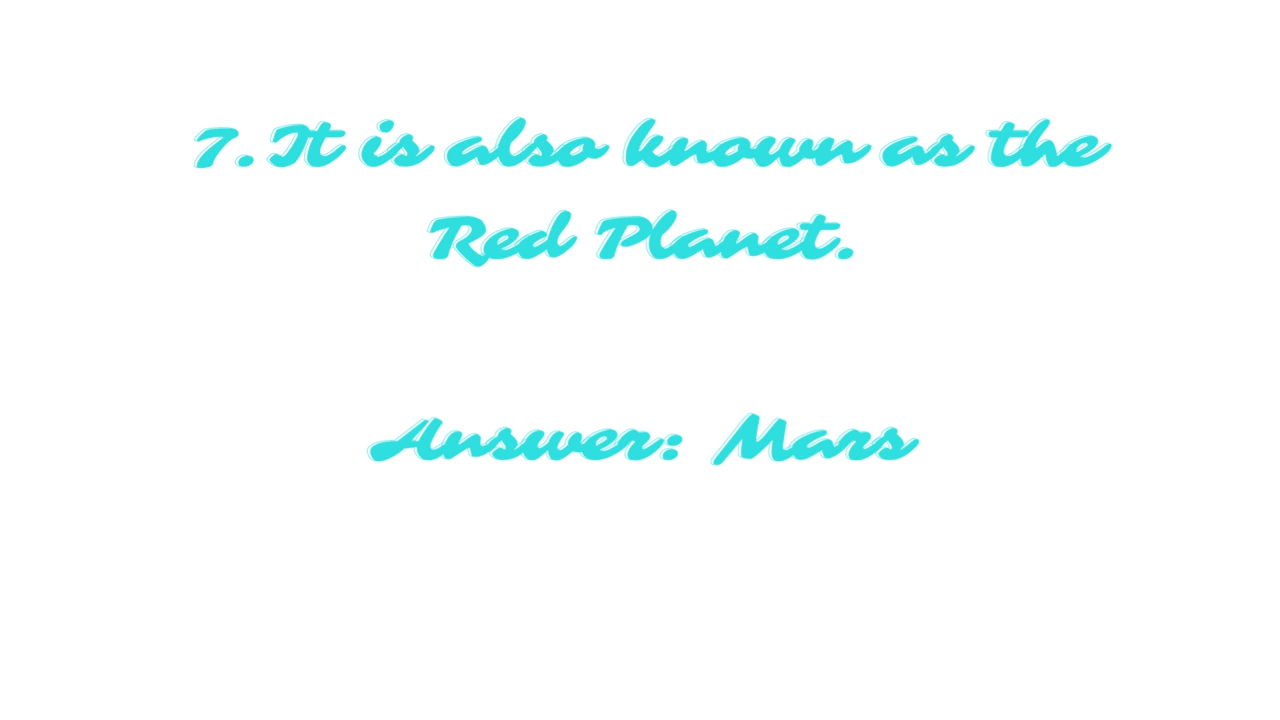 7. It is also known as the
Red Planet.
Answer: Mars